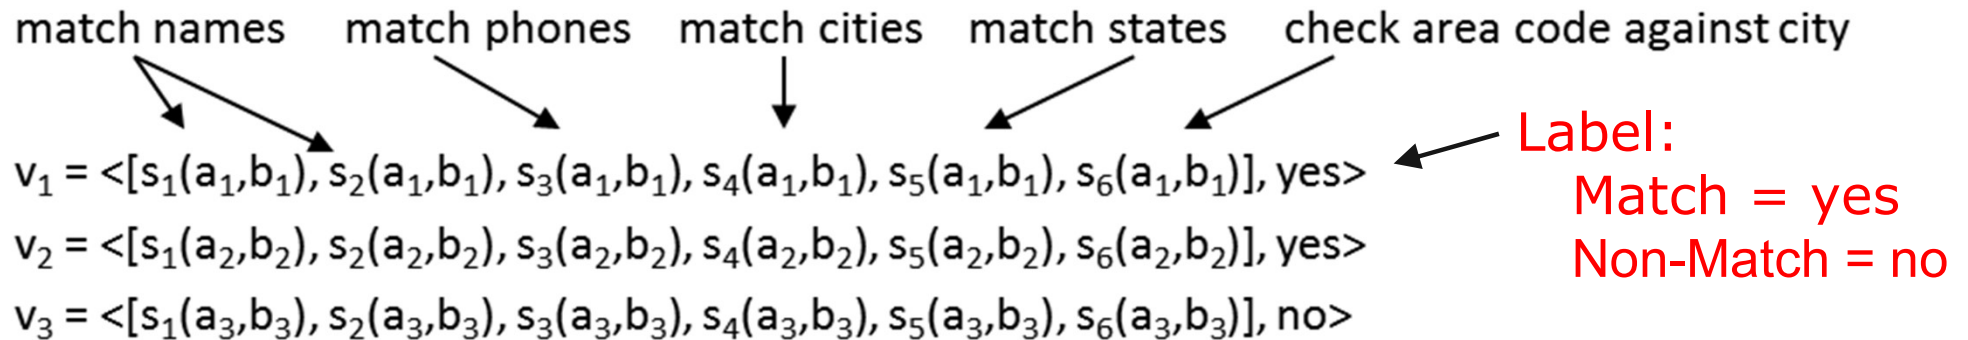 match names match phones match cities match states check area code against city
Label:
v₁ = <[s₁(a₁,b₁), s₂(a₁,b₁), s₃(a₁,b₁), s₄(a₁,b₁), s₅(a₁,b₁), s₆(a₁,b₁)], yes>
Match = yes
v₂ = <[s₁(a₂,b₂), s₂(a₂,b₂), s₃(a₂,b₂), s₄(a₂,b₂), s₅(a₂,b₂), s₆(a₂,b₂)], yes>
Non-Match = no
v₃ = <[s₁(a₃,b₃), s₂(a₃,b₃), s₃(a₃,b₃), s₄(a₃,b₃), s₅(a₃,b₃), s₆(a₃,b₃)], no>